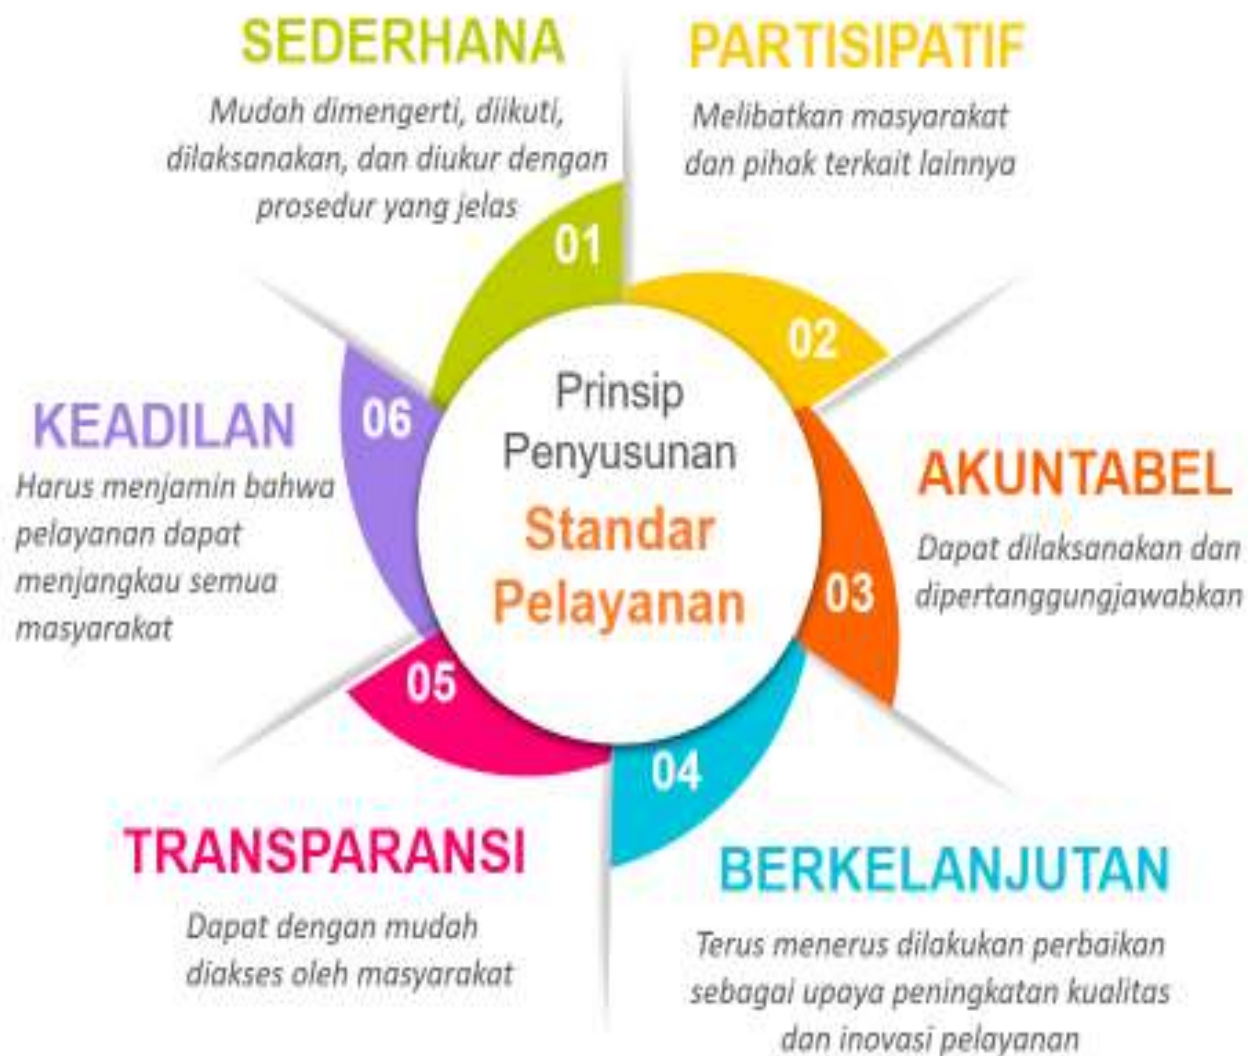 SEDERHANA
Mudah dimengerti, diikuti,
dilaksanakan, dan diukur dengan
prosedur yang jelas
01
PARTISIPATIF
Melibatkan masyarakat
dan pihak terkait lainnya
02
AKUNTABEL
Dapat dilaksanakan dan
dipertanggungjawabkan
03
BERKELANJUTAN
Terus menerus dilakukan perbaikan
sebagai upaya peningkatan kualitas
dan inovasi pelayanan
04
TRANSPARANSI
Dapat dengan mudah
diakses oleh masyarakat
05
KEADILAN
Harus menjamin bahwa
pelayanan dapat
menjangkau semua
masyarakat
06
Prinsip
Penyusunan
Standar
Pelayanan